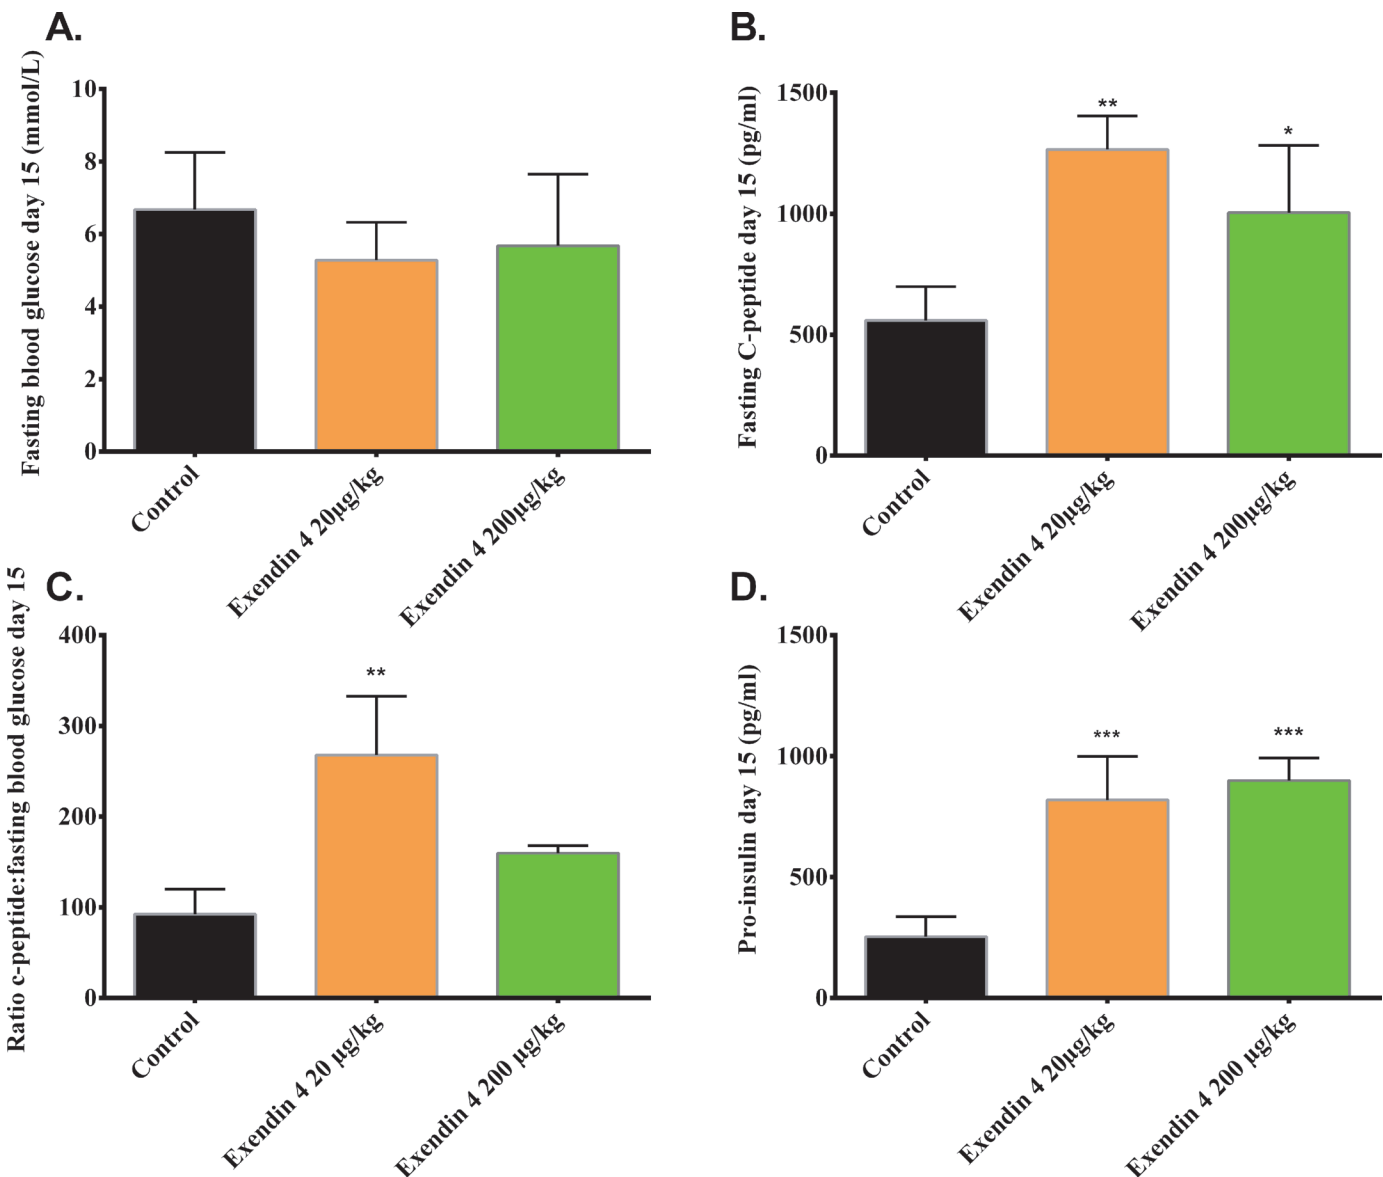 A.
Fasting blood glucose day 15 (mmol/L)
10
8
6
4
2
0
Control
Exendin 4 20µg/kg
Exendin 4 200µg/kg
B.
Fasting C-peptide day 15 (pg/ml)
1500
1000
500
0
**
*
Control
Exendin 4 20µg/kg
Exendin 4 200µg/kg
C.
Ratio c-peptide:fasting blood glucose day 15
400
300
200
100
0
**
Control
Exendin 4 20 µg/kg
Exendin 4 200 µg/kg
D.
Pro-insulin day 15 (pg/ml)
1500
1000
500
0
***
***
Control
Exendin 4 20µg/kg
Exendin 4 200 µg/kg